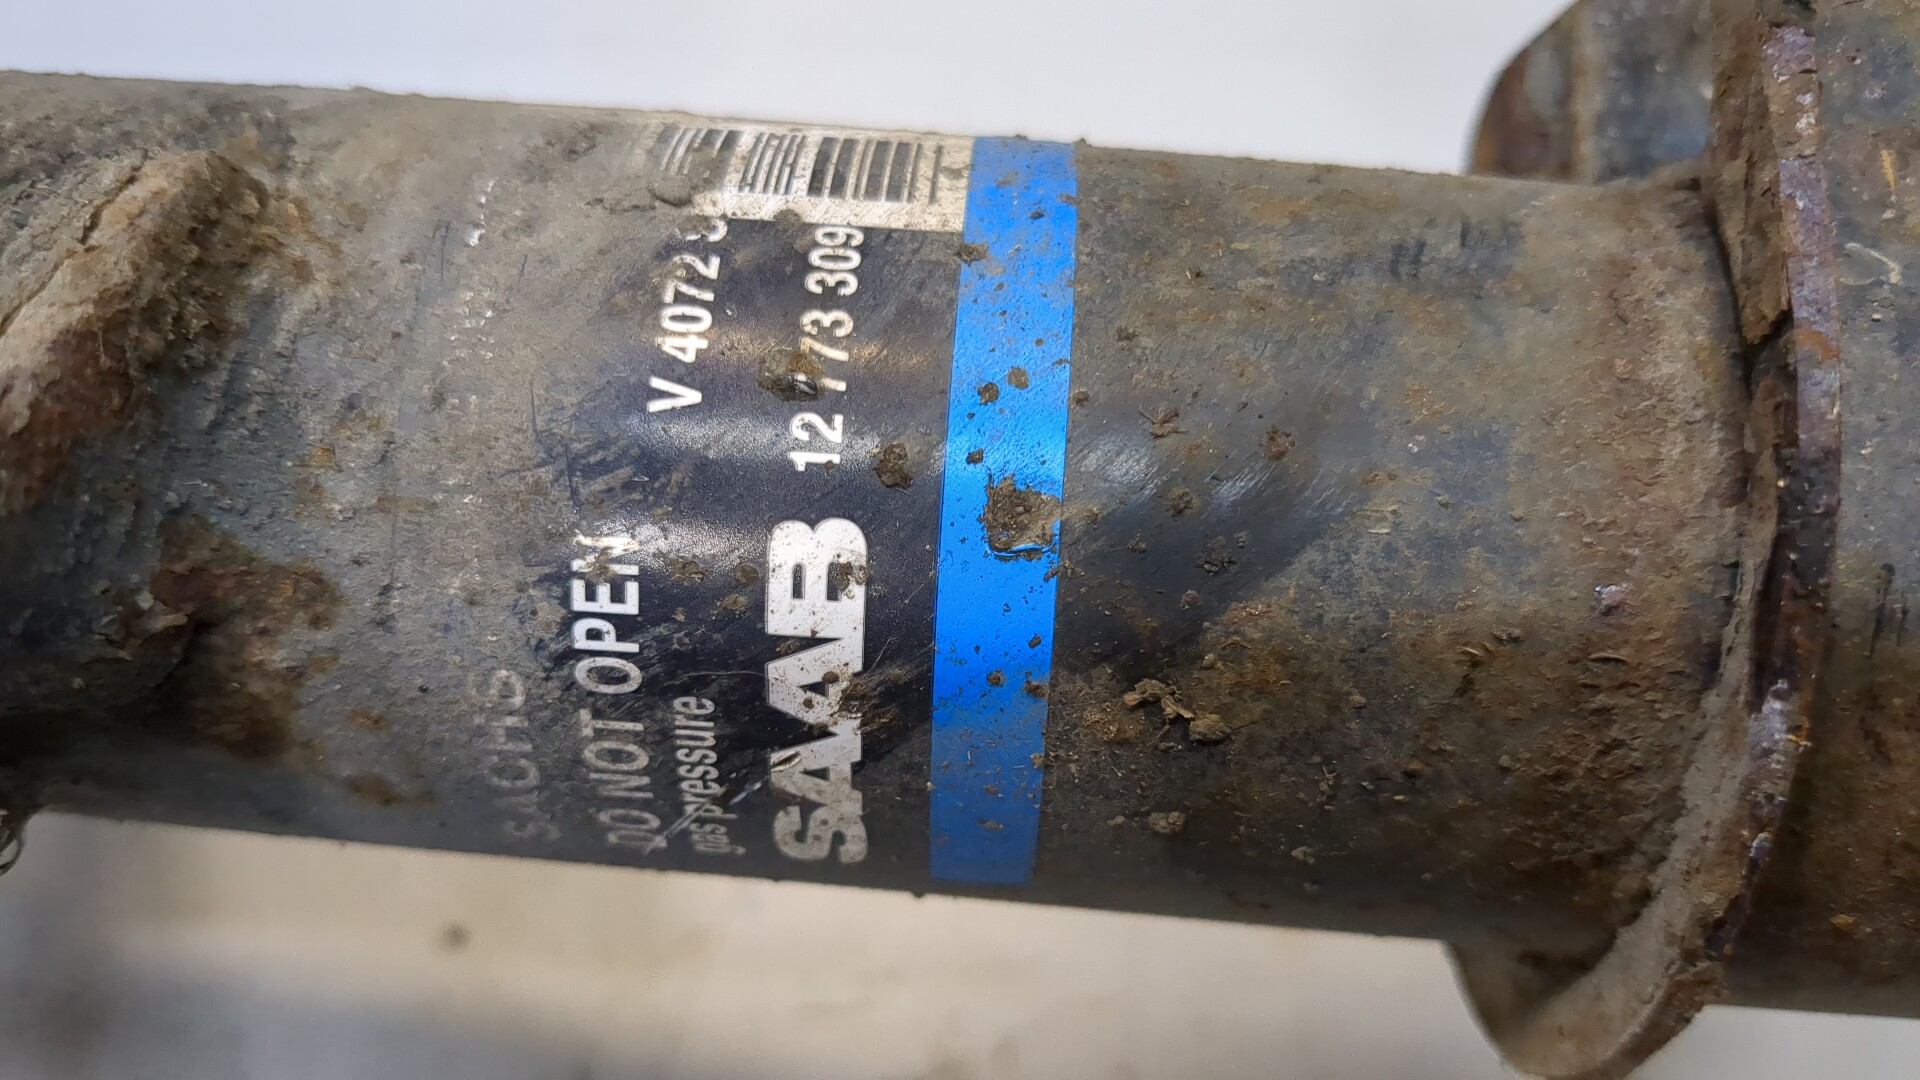 SACHS
DO NOT OPEN
gas pressure V 4072
SAAB 12 773 309